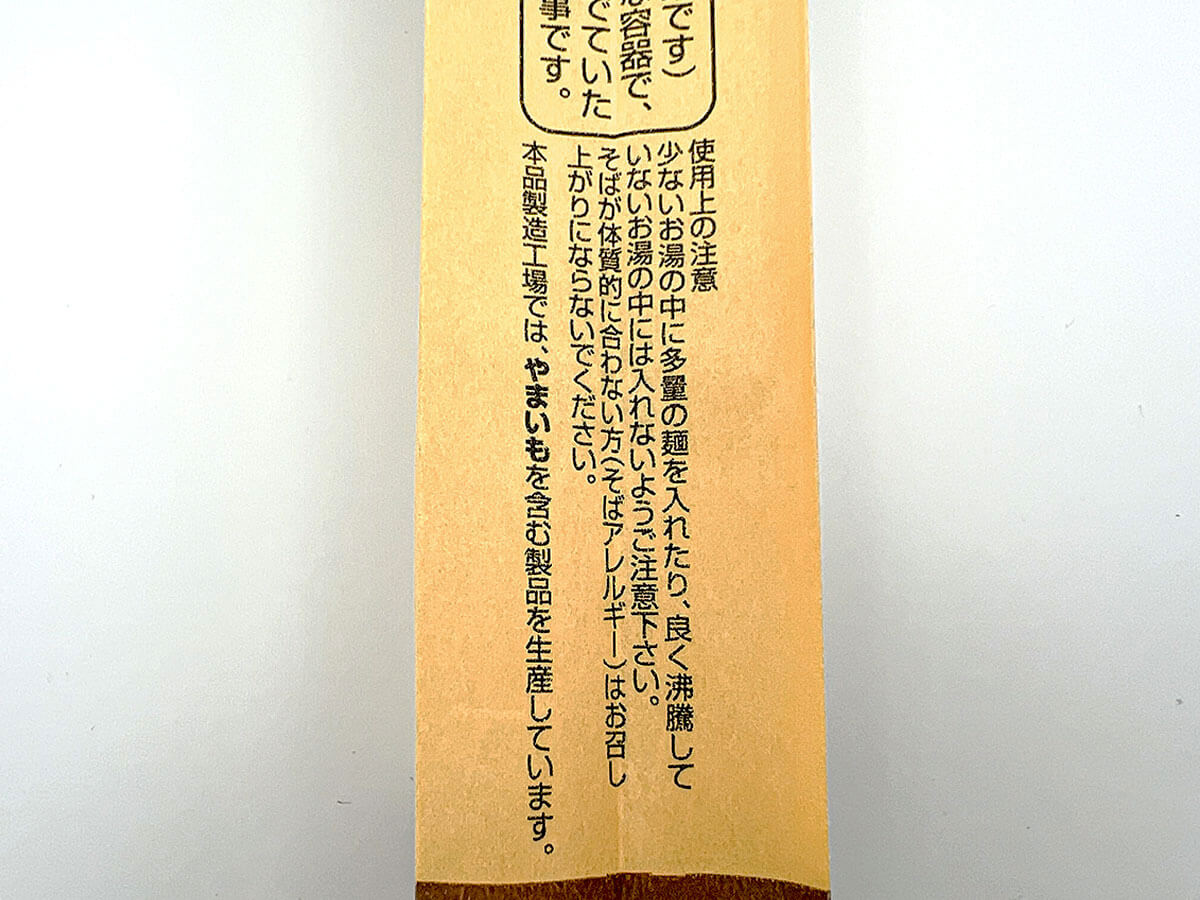 です）
容器で、
でていた
事です。
使用上の注意
少ないお湯の中に多量の麺を入れたり、良く沸騰して
いないお湯の中には入れないようご注意下さい。
そばが体質的に合わない方（そばアレルギー）はお召し
上がりにならないでください。
本品製造工場では、やまいもを含む製品を生産しています。